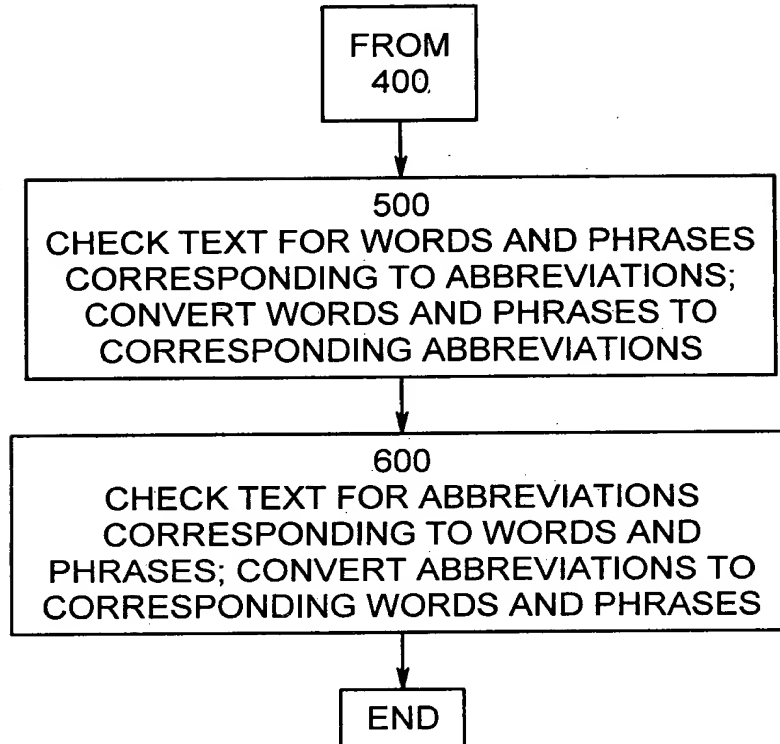 FROM
400
500
CHECK TEXT FOR WORDS AND PHRASES
CORRESPONDING TO ABBREVIATIONS;
CONVERT WORDS AND PHRASES TO
CORRESPONDING ABBREVIATIONS
600
CHECK TEXT FOR ABBREVIATIONS
CORRESPONDING TO WORDS AND
PHRASES; CONVERT ABBREVIATIONS TO
CORRESPONDING WORDS AND PHRASES
END